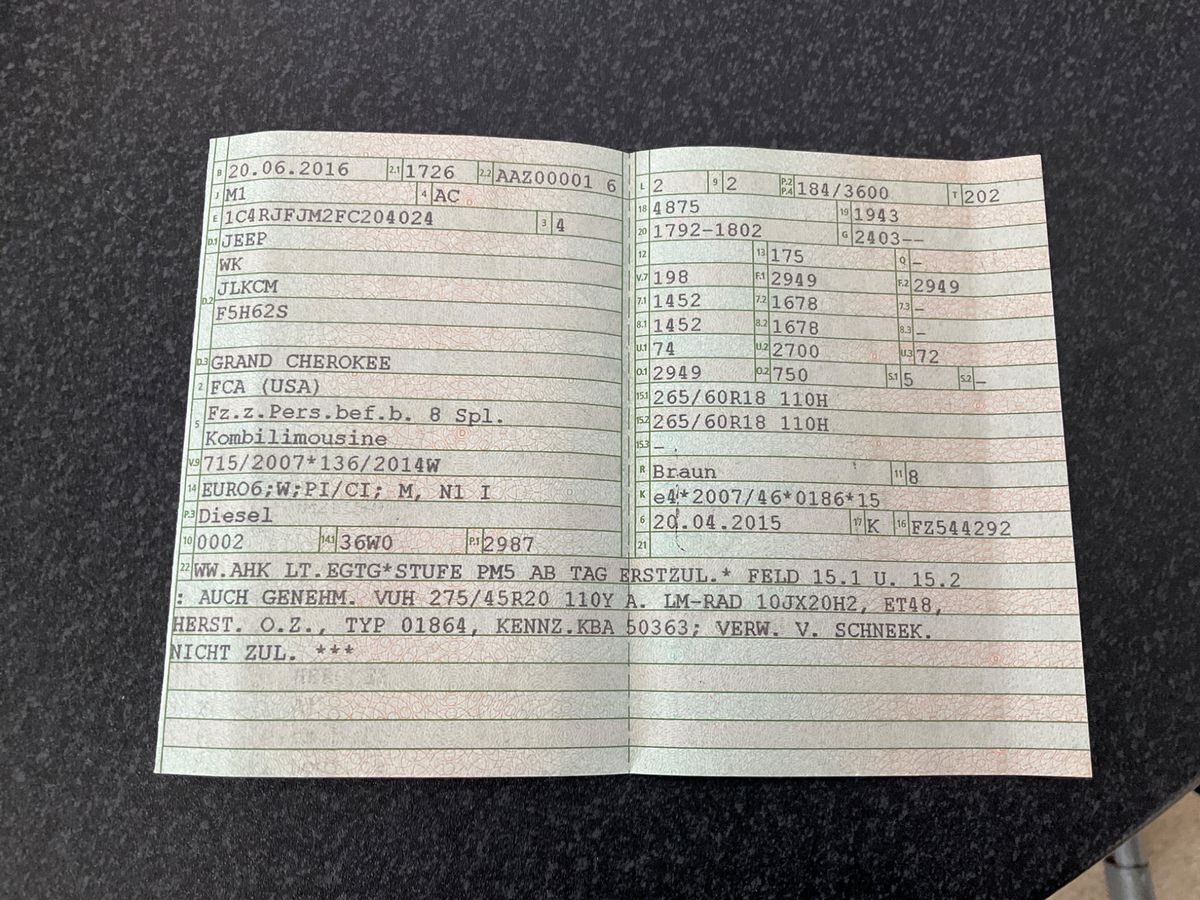 B 20.06.2016 2.1 1726 2.2 AAZ00001 6
J M1 4 AC
E 1C4RJFJM2FC204024 3 4
D.1 JEEP
D.2 WK
JLKCM
F5H62S
D.3 GRAND CHEROKEE
2 FCA (USA)
5 Fz.z.Pers.bef.b. 8 Spl.
Kombilimousine
V.9 715/2007*136/2014W
14 EURO6;W;PI/CI; M, N1 I
P.3 Diesel
10 0002 14.1 36W0 P.1 2987
L 2 9 2 P.2 P.4 184/3600 T 202
18 4875 19 1943
20 1792-1802 G 2403--
12 13 175 Q -
V.7 198 F.1 2949 F.2 2949
7.1 1452 7.2 1678 7.3 -
8.1 1452 8.2 1678 8.3 -
U.1 74 U.2 2700 U.3 72
O.1 2949 O.2 750 S.1 5 S.2 -
15.1 265/60R18 110H
15.2 265/60R18 110H
15.3 -
R Braun 11 8
K e4*2007/46*0186*15
6 20.04.2015 17 K 16 FZ544292
21
22 WW.AHK LT.EGTG*STUFE PM5 AB TAG ERSTZUL.* FELD 15.1 U. 15.2
: AUCH GENEHM. VUH 275/45R20 110Y A. LM-RAD 10JX20H2, ET48,
HERST. O.Z., TYP 01864, KENNZ.KBA 50363; VERW. V. SCHNEEK.
NICHT ZUL. ***